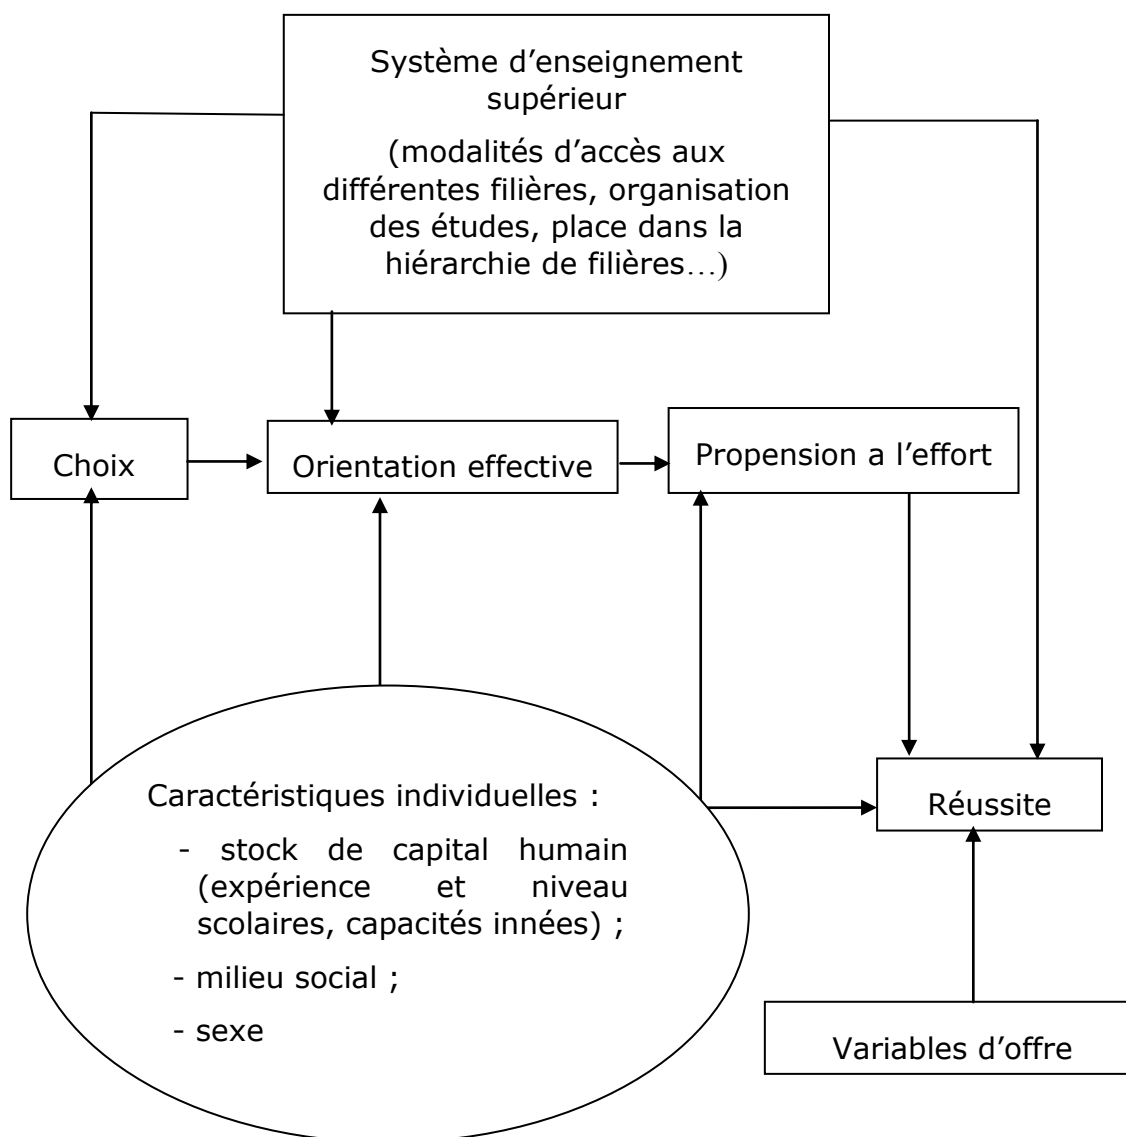 Système d’enseignement
supérieur
(modalités d’accès aux
différentes filières, organisation
des études, place dans la
hiérarchie de filières…)
Choix
Orientation effective
Propension a l’effort
Caractéristiques individuelles :
- stock de capital humain
(expérience et niveau
scolaires, capacités innées) ;
- milieu social ;
- sexe
Réussite
Variables d’offre